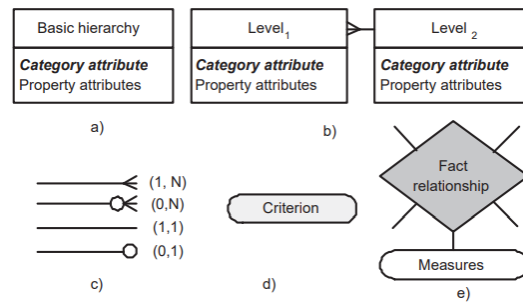 Basic hierarchy
Category attribute
Property attributes
a)
Level1
Category attribute
Property attributes
Level 2
Category attribute
Property attributes
b)
(1, N)
(0,N)
(1,1)
(0,1)
c)
Criterion
d)
Fact
relationship
Measures
e)